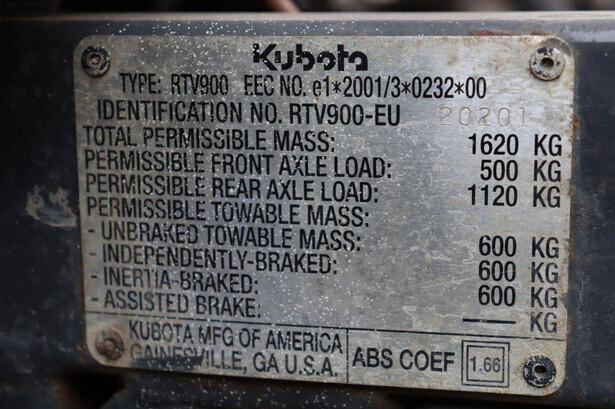 Kubota
TYPE: RTV900 EEC NO. e1*2001/3*0232*00
IDENTIFICATION NO. RTV900-EU 20201
TOTAL PERMISSIBLE MASS: 1620 KG
PERMISSIBLE FRONT AXLE LOAD: 500 KG
PERMISSIBLE REAR AXLE LOAD: 1120 KG
PERMISSIBLE TOWABLE MASS:
- UNBRAKED TOWABLE MASS: 600 KG
- INDEPENDENTLY-BRAKED: 600 KG
- INERTIA-BRAKED: 600 KG
- ASSISTED BRAKE: — KG
KUBOTA MFG OF AMERICA
GAINESVILLE, GA U.S.A.
ABS COEF 1.66